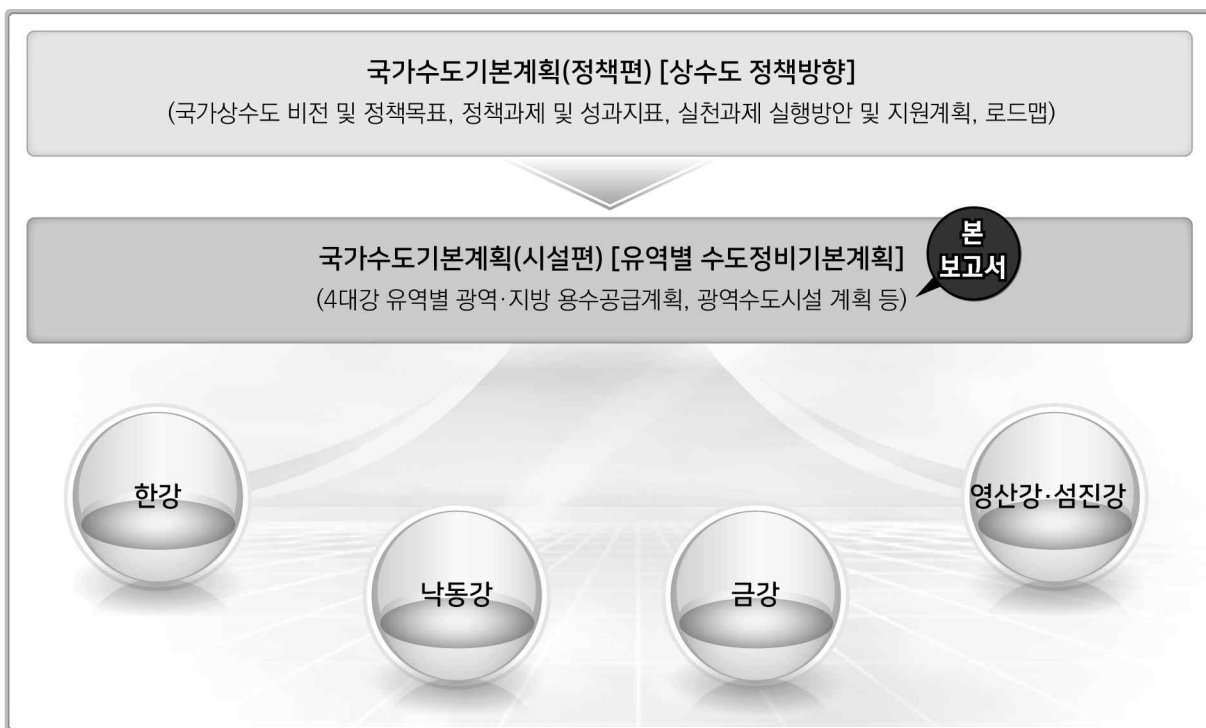 국가수도기본계획(정책편) [상수도 정책방향]
(국가상수도 비전 및 정책목표, 정책과제 및 성과지표, 실천과제 실행방안 및 지원계획, 로드맵)
국가수도기본계획(시설편) [유역별 수도정비기본계획]
(4대강 유역별 광역·지방 용수공급계획, 광역수도시설 계획 등)
본
보고서
한강
낙동강
금강
영산강·섬진강